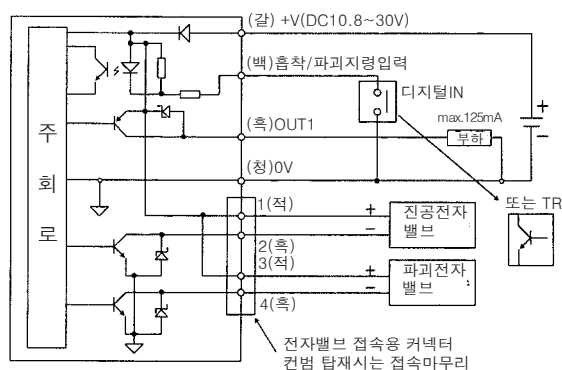 (갈) +V(DC10.8~30V)
(백)흡착/파괴지령입력
디지털IN
max.125mA
+
부하
−
(흑)OUT1
주
(청)0V
회
또는 TR
로
1(적)
+
진공전자
밸브
−
2(흑)
3(적)
+
파괴전자
밸브
−
4(흑)
전자밸브 접속용 커넥터
컨범 탑재시는 접속마무리